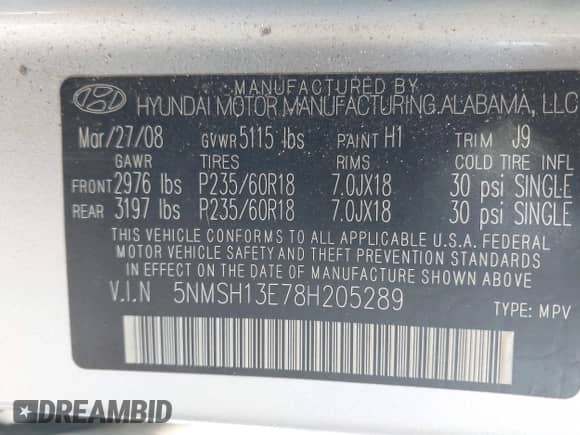 MANUFACTURED BY
HYUNDAI MOTOR MANUFACTURING ALABAMA, LLC
Mar/27/08 GVWR 5115 lbs PAINT H1 TRIM J9
GAWR TIRES RIMS COLD TIRE INFL
FRONT 2976 lbs P235/60R18 7.0JX18 30 psi SINGLE
REAR 3197 lbs P235/60R18 7.0JX18 30 psi SINGLE
THIS VEHICLE CONFORMS TO ALL APPLICABLE U.S.A. FEDERAL
MOTOR VEHICLE SAFETY AND THEFT PREVENTION STANDARDS
IN EFFECT ON THE DATE OF MANUFACTURE SHOWN ABOVE.
V.I.N 5NMSH13E78H205289 TYPE: MPV
DREAMBID